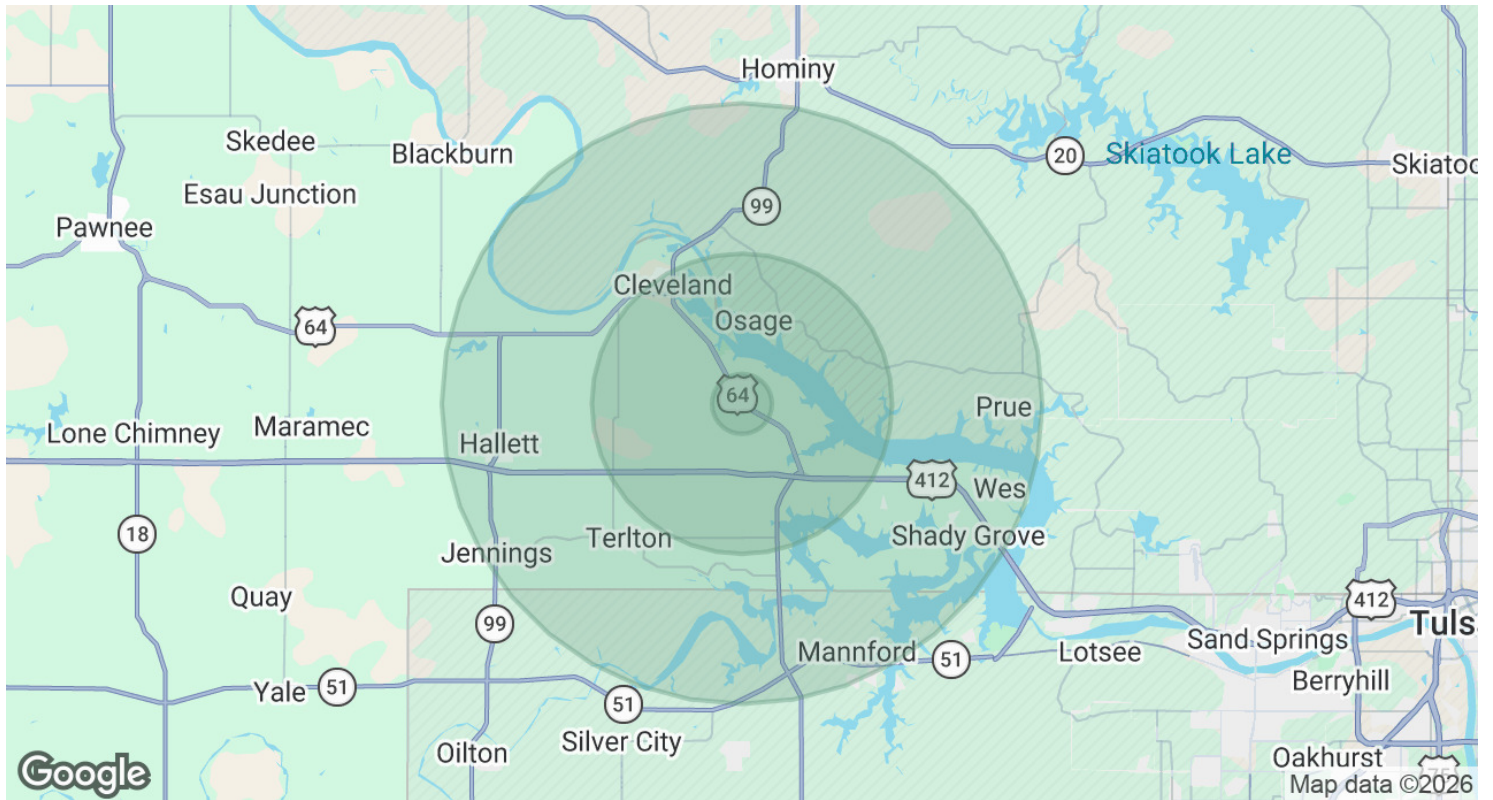 Hominy
Skedee
Blackburn
20
Skiatook Lake
Skiatoo
Esau Junction
99
Pawnee
Cleveland
Osage
64
64
Prue
Maramec
Lone Chimney
Hallett
412
Wes
18
Terlton
Shady Grove
Jennings
Quay
412
99
Tuls
Sand Springs
Mannford
51
Lotsee
Berryhill
Yale
51
51
Silver City
Oilton
Oakhurst
75
Google
Map data ©2026